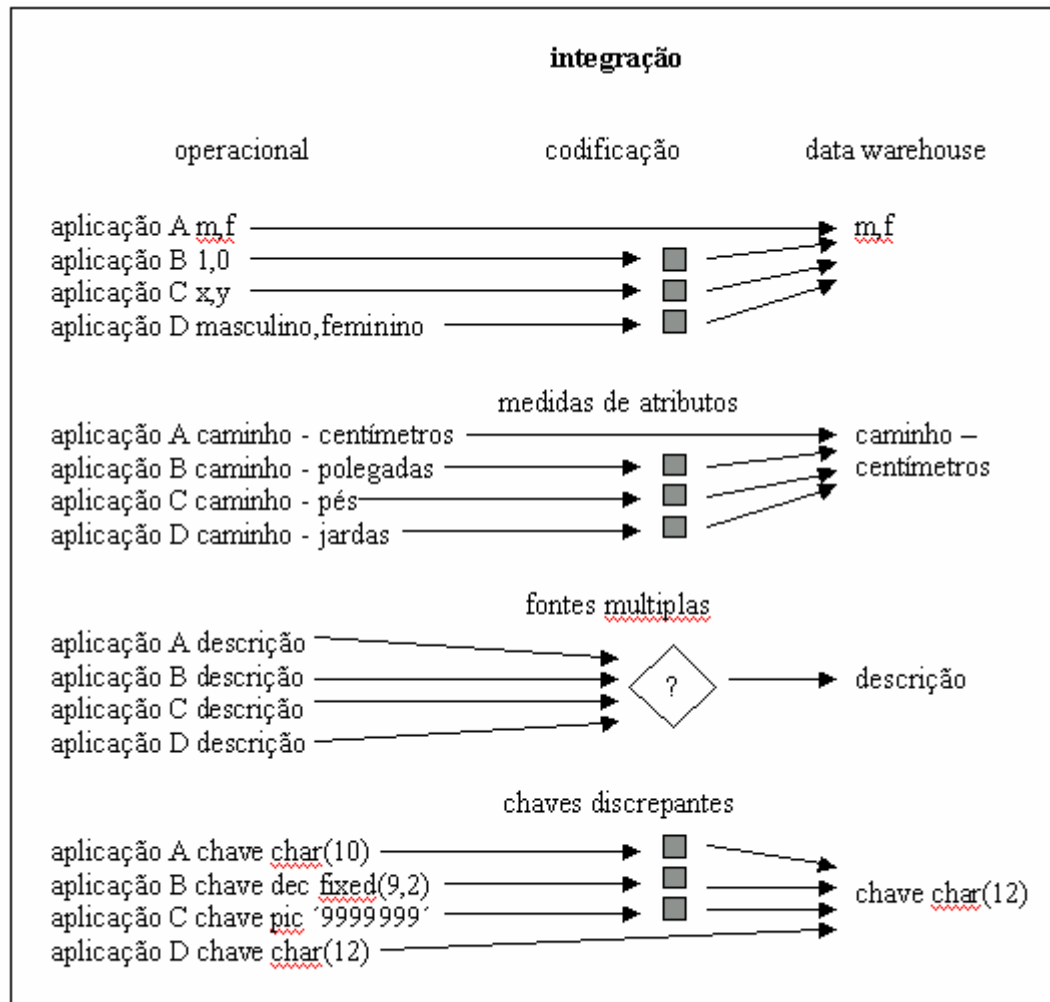 integração
operacional codificação data warehouse
aplicação A m,f m,f
aplicação B 1,0
aplicação C x,y
aplicação D masculino,feminino
medidas de atributos
aplicação A caminho - centímetros caminho –
aplicação B caminho - polegadas centímetros
aplicação C caminho - pés
aplicação D caminho - jardas
fontes multiplas
aplicação A descrição
aplicação B descrição ? descrição
aplicação C descrição
aplicação D descrição
chaves discrepantes
aplicação A chave char(10)
aplicação B chave dec fixed(9,2) chave char(12)
aplicação C chave pic ´9999999´
aplicação D chave char(12)